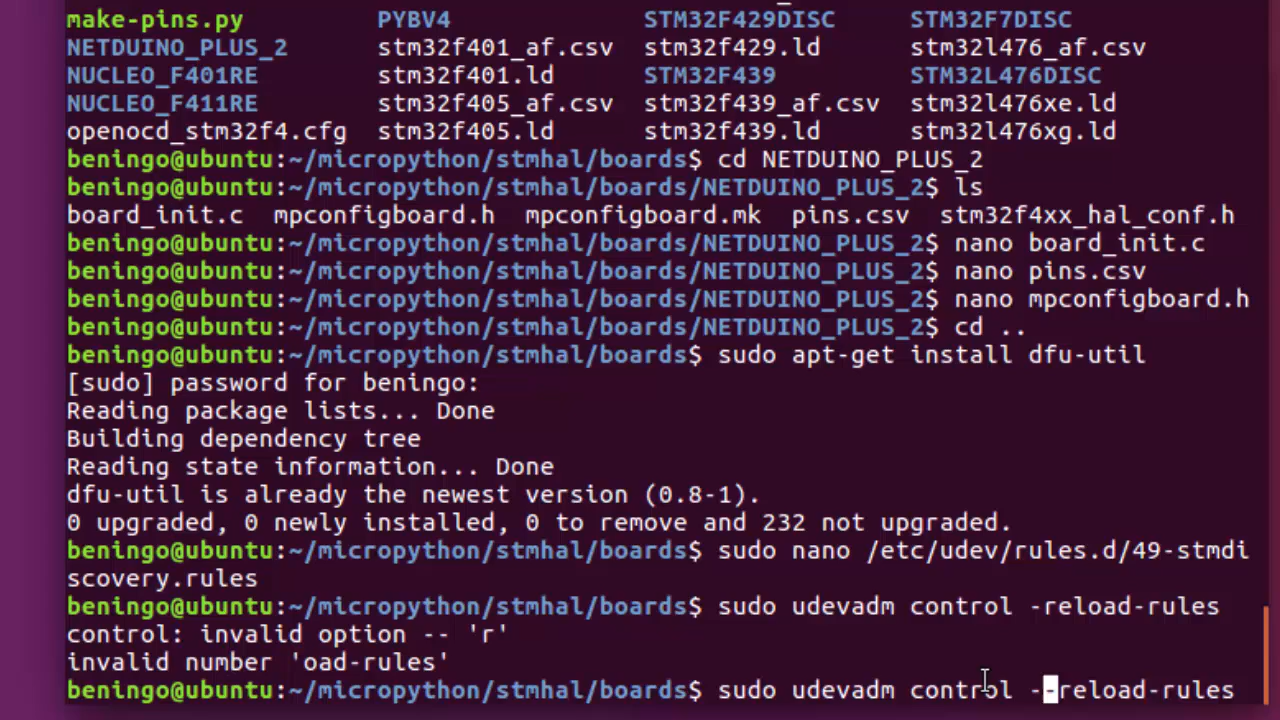 make-pins.py PYBV4 STM32F429DISC STM32F7DISC
NETDUINO_PLUS_2 stm32f401_af.csv stm32f429.ld stm32l476_af.csv
NUCLEO_F401RE stm32f401.ld STM32F439 STM32L476DISC
NUCLEO_F411RE stm32f405_af.csv stm32f439_af.csv stm32l476xe.ld
openocd_stm32f4.cfg stm32f405.ld stm32f439.ld stm32l476xg.ld
beningo@ubuntu:~/micropython/stmhal/boards$ cd NETDUINO_PLUS_2
beningo@ubuntu:~/micropython/stmhal/boards/NETDUINO_PLUS_2$ ls
board_init.c mpconfigboard.h mpconfigboard.mk pins.csv stm32f4xx_hal_conf.h
beningo@ubuntu:~/micropython/stmhal/boards/NETDUINO_PLUS_2$ nano board_init.c
beningo@ubuntu:~/micropython/stmhal/boards/NETDUINO_PLUS_2$ nano pins.csv
beningo@ubuntu:~/micropython/stmhal/boards/NETDUINO_PLUS_2$ nano mpconfigboard.h
beningo@ubuntu:~/micropython/stmhal/boards/NETDUINO_PLUS_2$ cd ..
beningo@ubuntu:~/micropython/stmhal/boards$ sudo apt-get install dfu-util
[sudo] password for beningo:
Reading package lists... Done
Building dependency tree
Reading state information... Done
dfu-util is already the newest version (0.8-1).
0 upgraded, 0 newly installed, 0 to remove and 232 not upgraded.
beningo@ubuntu:~/micropython/stmhal/boards$ sudo nano /etc/udev/rules.d/49-stmdi
scovery.rules
beningo@ubuntu:~/micropython/stmhal/boards$ sudo udevadm control -reload-rules
control: invalid option -- 'r'
invalid number 'oad-rules'
beningo@ubuntu:~/micropython/stmhal/boards$ sudo udevadm control --reload-rules